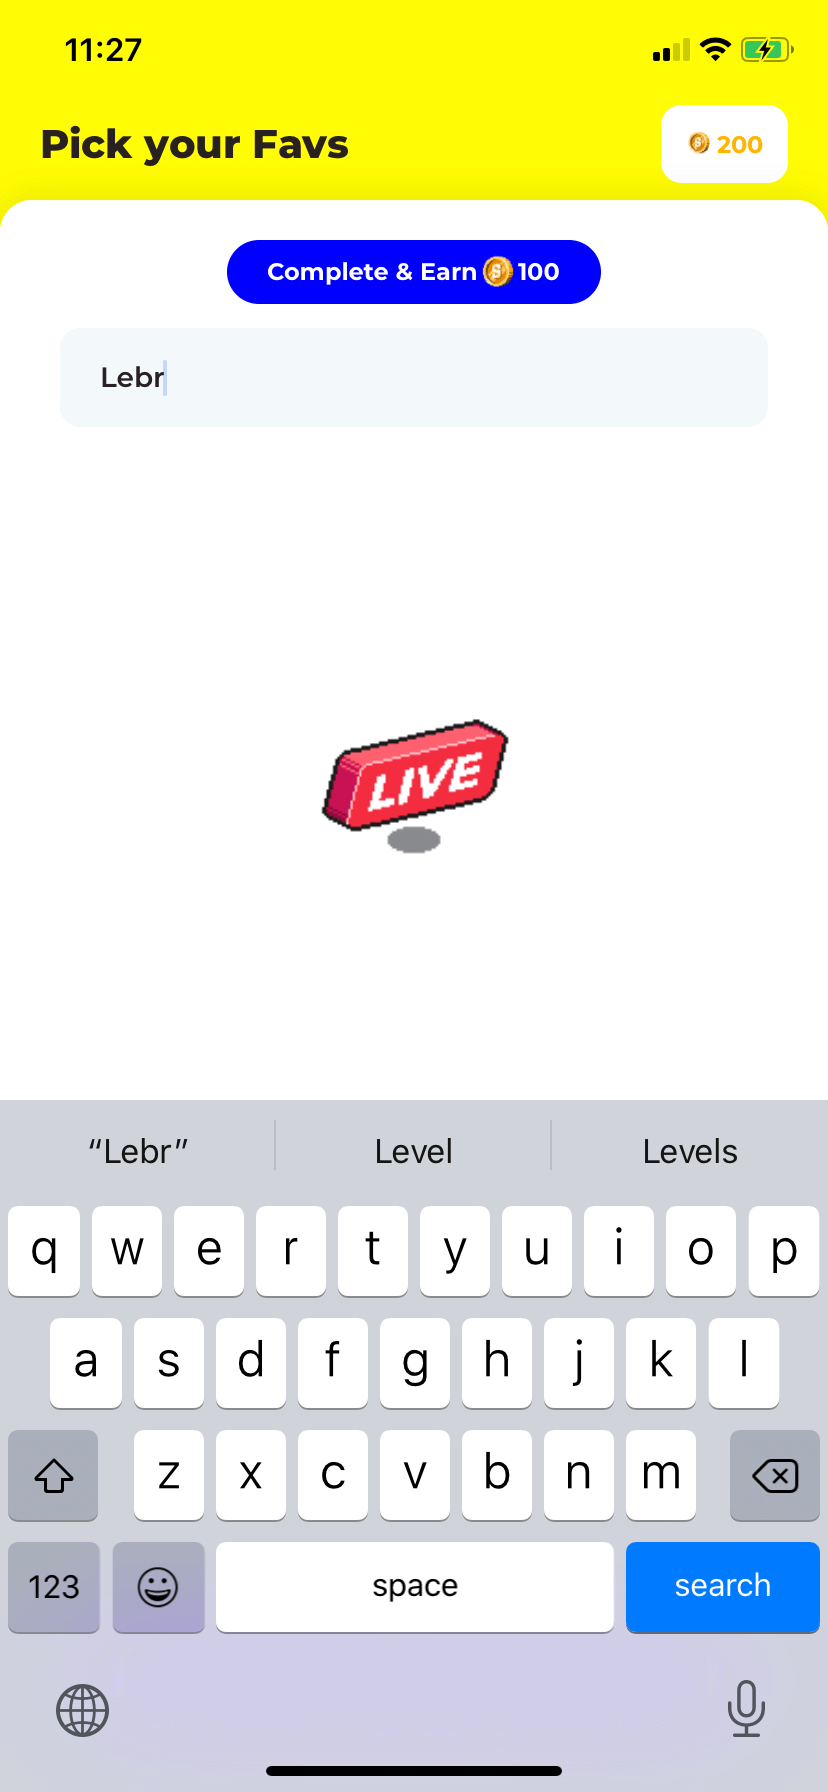 11:27
Pick your Favs
200
Complete & Earn 100
Lebr
LIVE
“Lebr” Level Levels
q w e r t y u i o p
a s d f g h j k l
z x c v b n m
123 space search